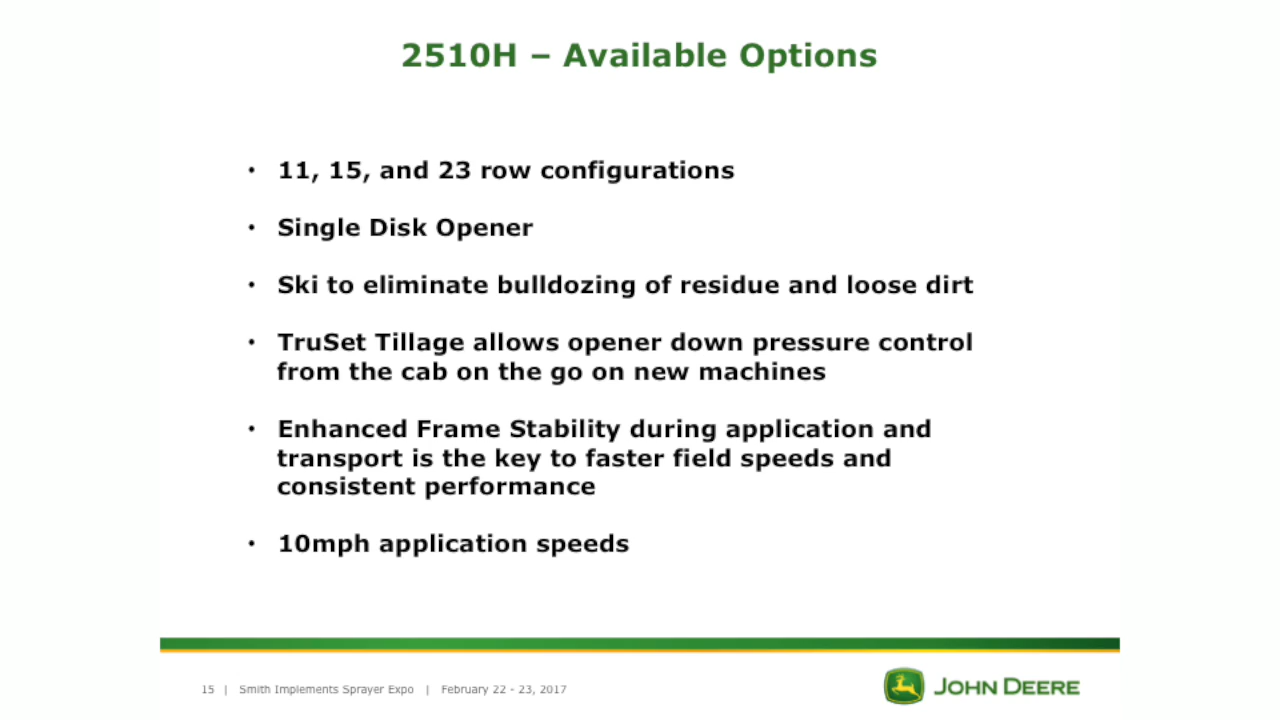 2510H – Available Options
• 11, 15, and 23 row configurations
• Single Disk Opener
• Ski to eliminate bulldozing of residue and loose dirt
• TruSet Tillage allows opener down pressure control
from the cab on the go on new machines
• Enhanced Frame Stability during application and
transport is the key to faster field speeds and
consistent performance
• 10mph application speeds
15 | Smith Implements Sprayer Expo | February 22 - 23, 2017
JOHN DEERE